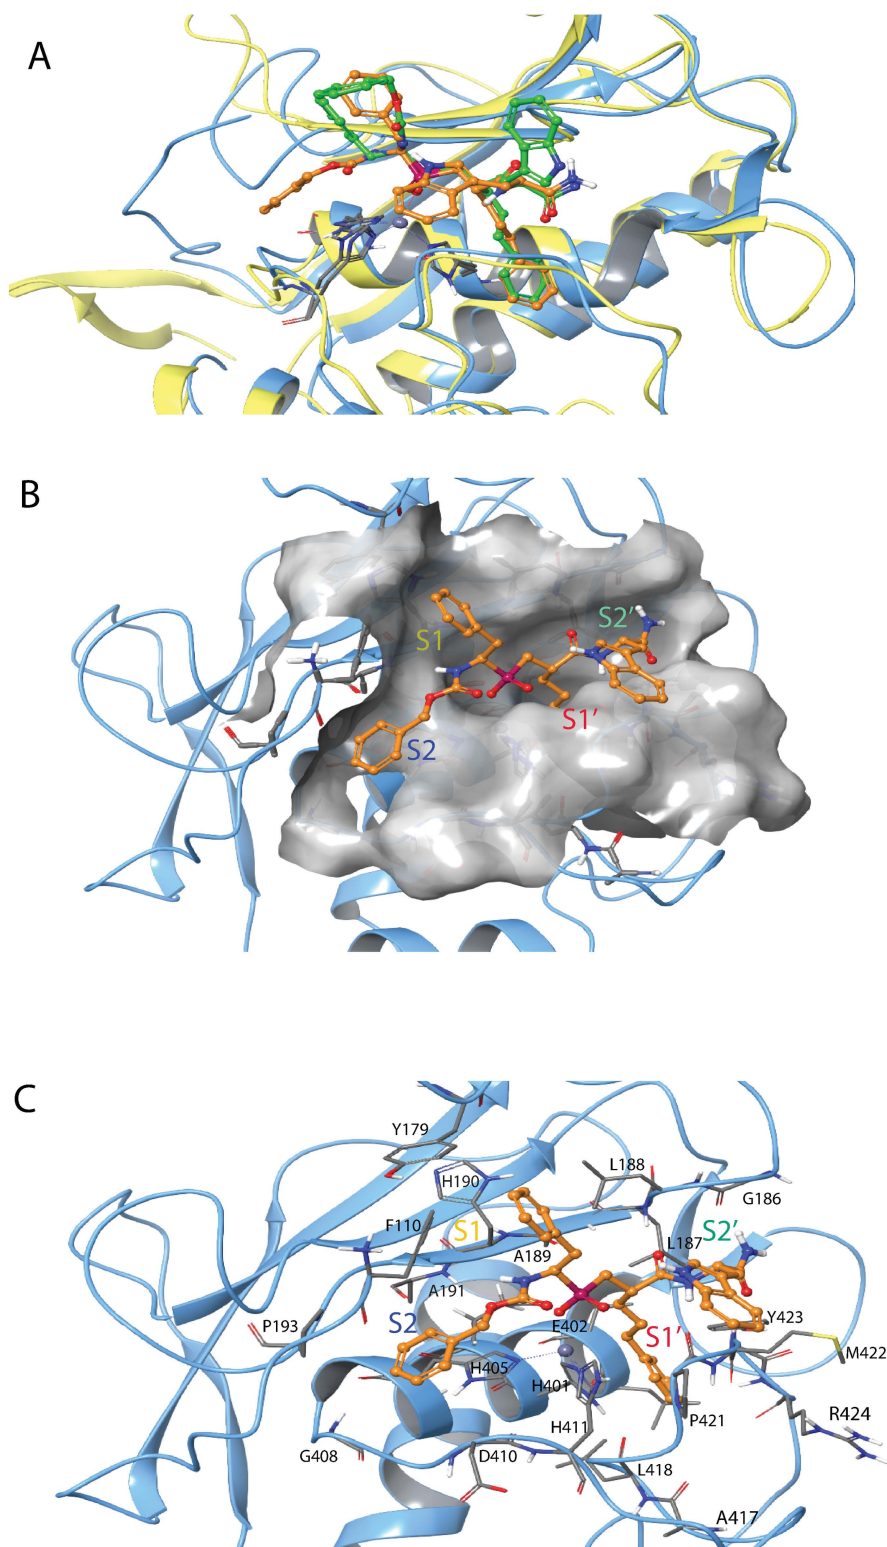 A
B
S1
S2'
S1'
S2
C
Y179
H190
L188
G186
F110
S1
A189
L187
S2'
A191
P193
S2
E402
S1'
Y423
M422
H405
H401
P421
R424
H411
G408
D410
L418
A417